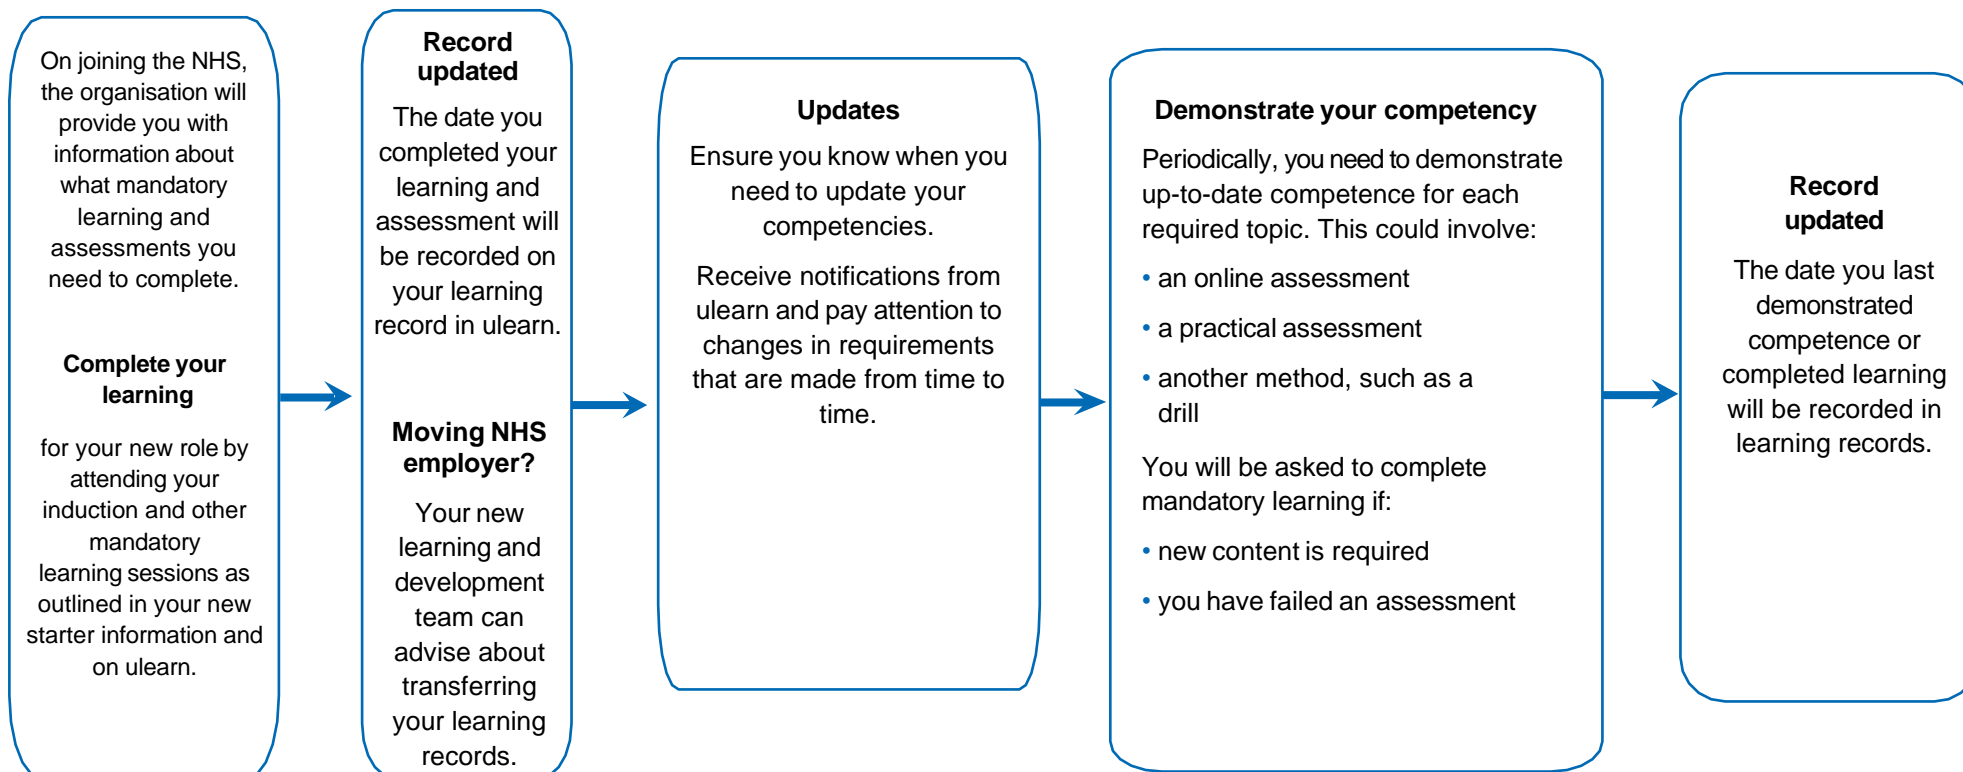 On joining the NHS,
the organisation will
provide you with
information about
what mandatory
learning and
assessments you
need to complete.
Complete your
learning
for your new role by
attending your
induction and other
mandatory
learning sessions as
outlined in your new
starter information and
on ulearn.
Record
updated
The date you
completed your
learning and
assessment will
be recorded on
your learning
record in ulearn.
Moving NHS
employer?
Your new
learning and
development
team can
advise about
transferring
your learning
records.
Updates
Ensure you know when you
need to update your
competencies.
Receive notifications from
ulearn and pay attention to
changes in requirements
that are made from time to
time.
Demonstrate your competency
Periodically, you need to demonstrate
up-to-date competence for each
required topic. This could involve:
• an online assessment
• a practical assessment
• another method, such as a
drill
You will be asked to complete
mandatory learning if:
• new content is required
• you have failed an assessment
Record
updated
The date you last
demonstrated
competence or
completed learning
will be recorded in
learning records.